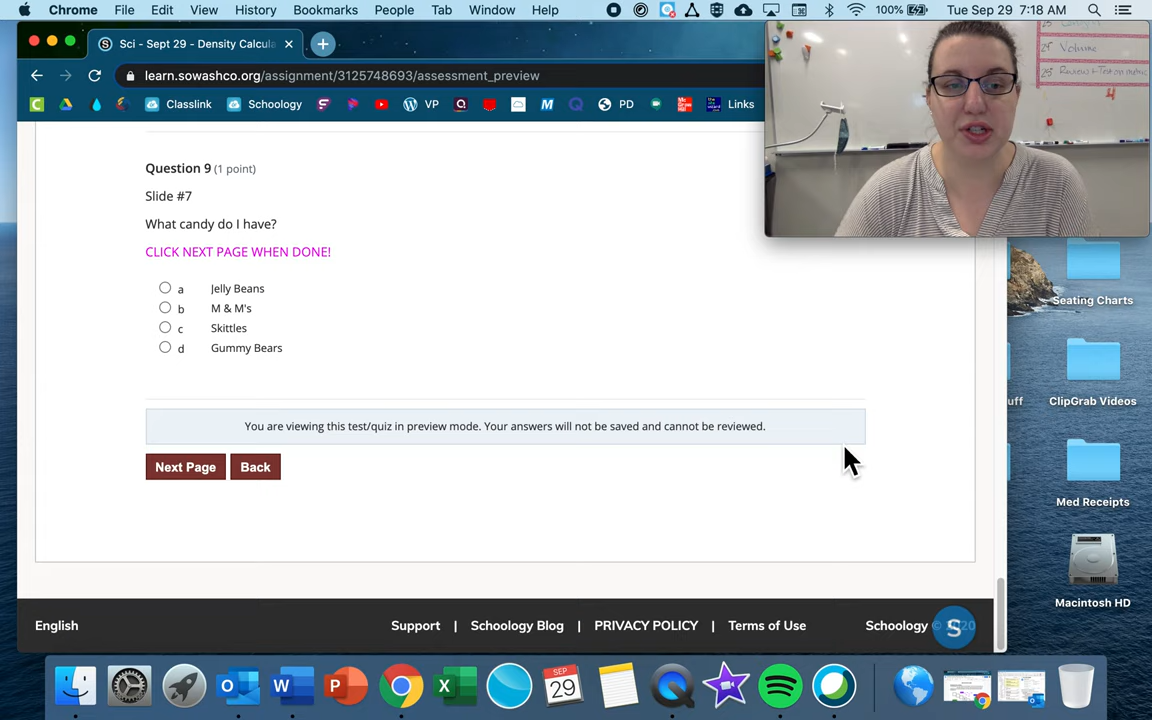 Chrome File Edit View History Bookmarks People Tab Window Help 100% Tue Sep 29 7:18 AM
Sci - Sept 29 - Density Calcula
learn.sowashco.org/assignment/3125748693/assessment_preview
Classlink Schoology VP PD Links
Volume
Question 9 (1 point)
Slide #7
What candy do I have?
CLICK NEXT PAGE WHEN DONE!
a Jelly Beans
b M & M's
c Skittles
d Gummy Bears
You are viewing this test/quiz in preview mode. Your answers will not be saved and cannot be reviewed.
Next Page Back
Seating Charts
uff ClipGrab Videos
Med Receipts
Macintosh HD
English Support | Schoology Blog | PRIVACY POLICY | Terms of Use Schoology © 2020
S
SEP
29